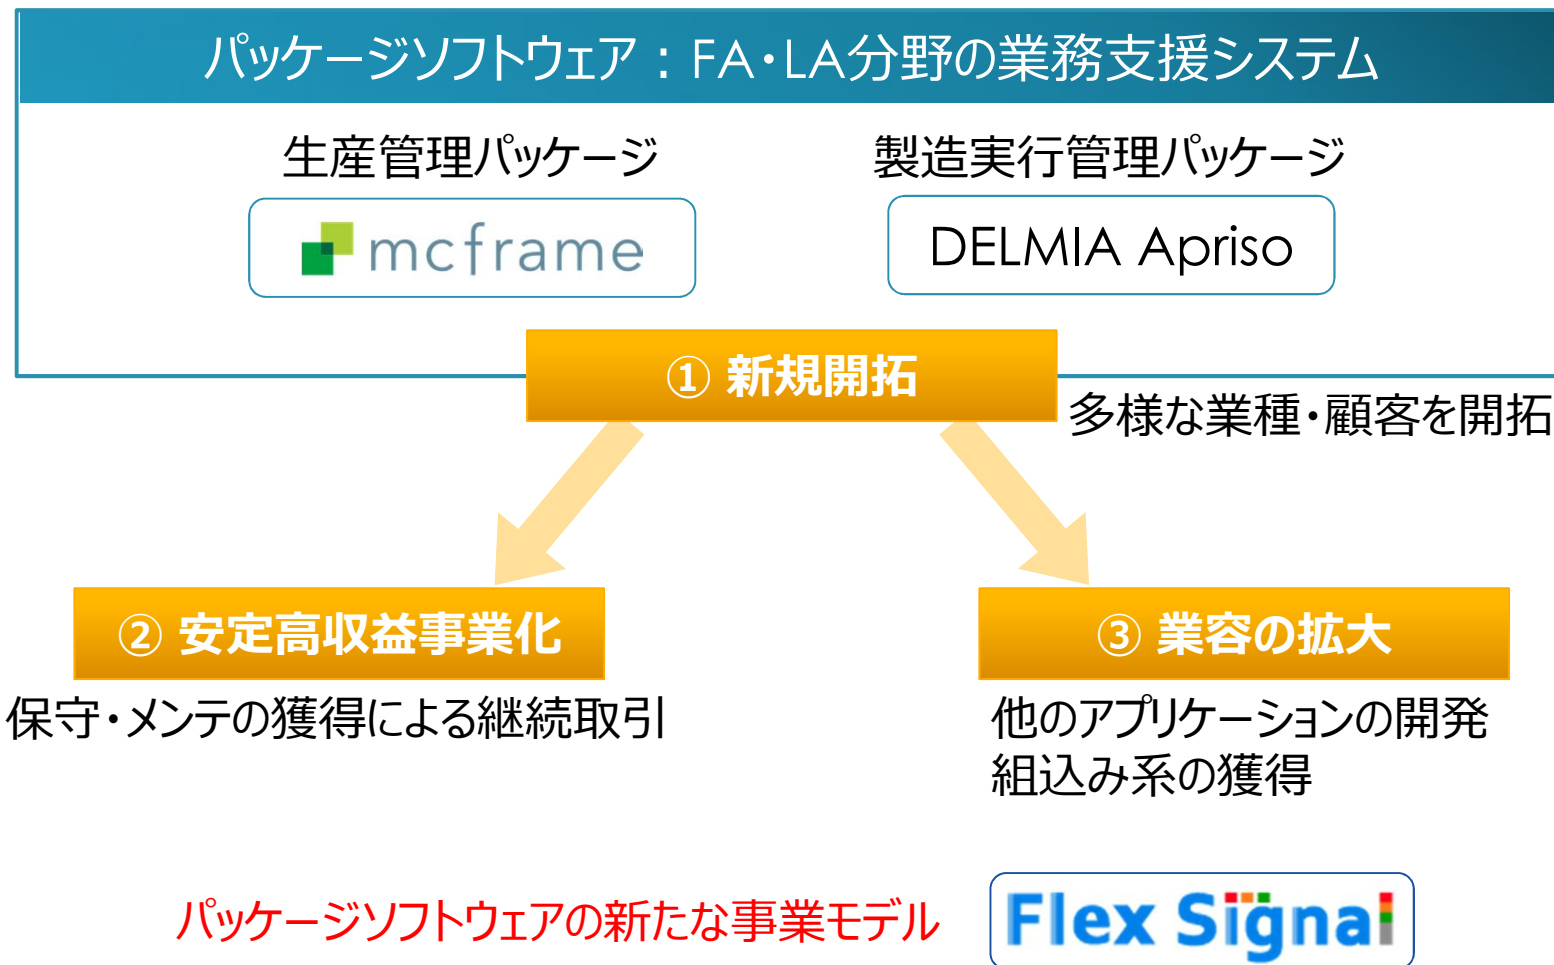 パッケージソフトウェア：FA・LA分野の業務支援システム
生産管理パッケージ
製造実行管理パッケージ
mcframe
DELMIA Apriso
① 新規開拓
多様な業種・顧客を開拓
② 安定高収益事業化
③ 業容の拡大
保守・メンテの獲得による継続取引
他のアプリケーションの開発
組込み系の獲得
パッケージソフトウェアの新たな事業モデル
Flex Signal